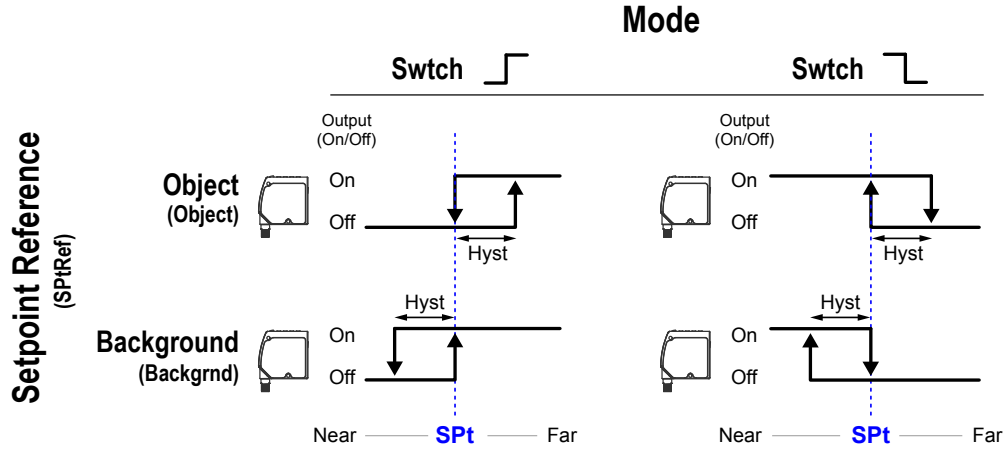 Mode
Swtch
Swtch
Setpoint Reference
(SPtRef)
Output
(On/Off)
Output
(On/Off)
Object
(Object)
On
Off
Hyst
On
Off
Hyst
Background
(Backgrnd)
Hyst
On
Off
Hyst
On
Off
Near SPt Far
Near SPt Far